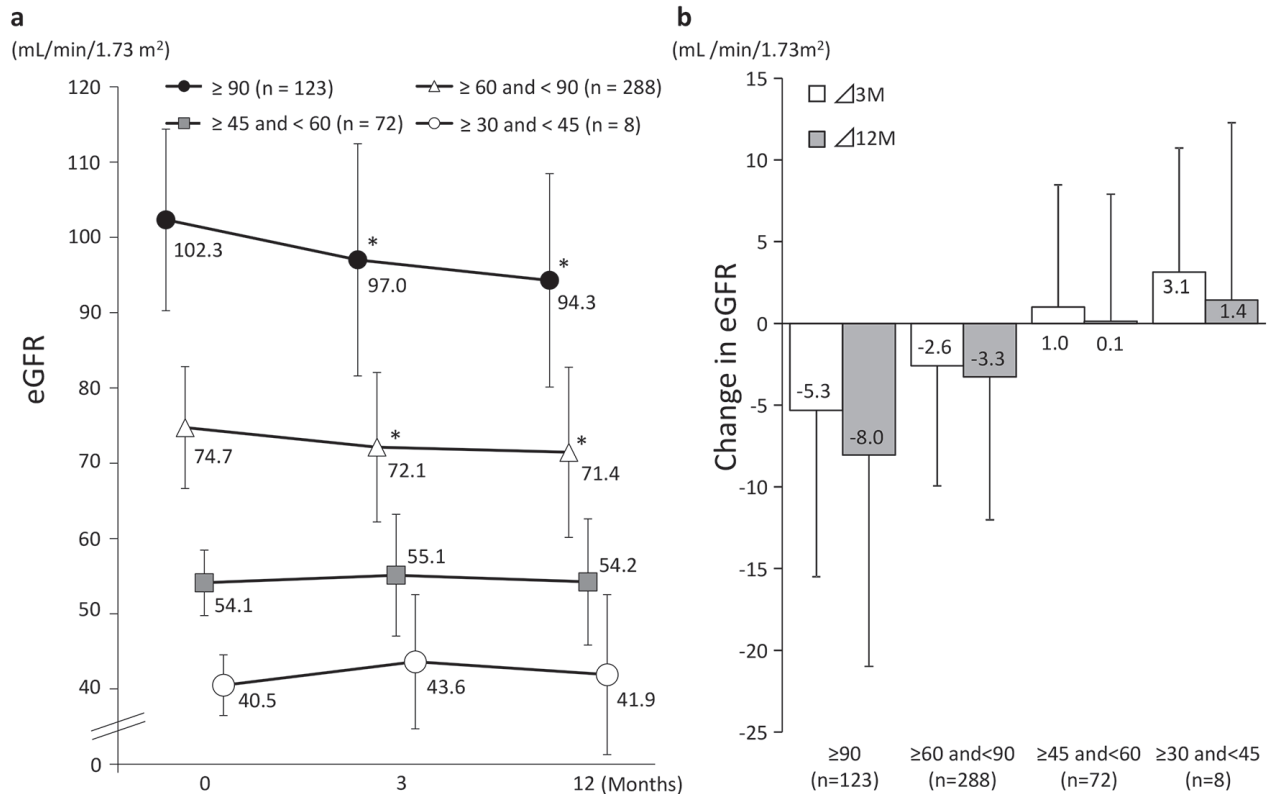 a
(mL/min/1.73 m²)
≥ 90 (n = 123)
≥ 60 and < 90 (n = 288)
≥ 45 and < 60 (n = 72)
≥ 30 and < 45 (n = 8)
eGFR
120
110
100
90
80
70
60
50
40
0
102.3
*
97.0
*
94.3
74.7
*
72.1
*
71.4
54.1
55.1
54.2
40.5
43.6
41.9
0
3
12 (Months)
b
(mL /min/1.73m²)
⊿3M
⊿12M
Change in eGFR
15
10
5
0
-5
-10
-15
-20
-25
-5.3
-8.0
-2.6
-3.3
1.0
0.1
3.1
1.4
≥90
(n=123)
≥60 and<90
(n=288)
≥45 and<60
(n=72)
≥30 and<45
(n=8)